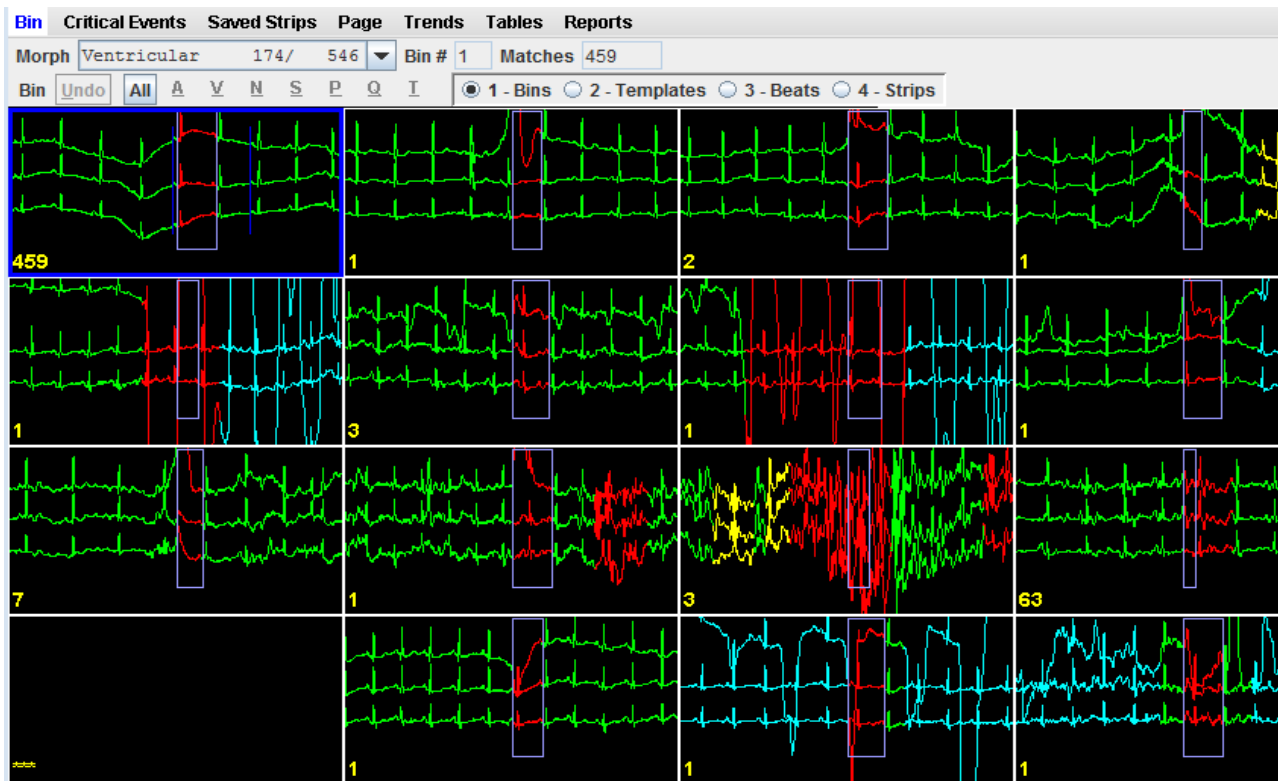 Bin Critical Events Saved Strips Page Trends Tables Reports
Morph Ventricular 174/ 546 Bin # 1 Matches 459
Bin Undo All A V N S P Q T 1 - Bins 2 - Templates 3 - Beats 4 - Strips
459 1 2 1
1 3 1 1
7 1 3 63
1 1 1